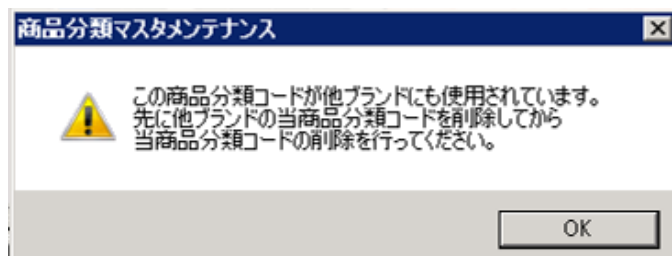 商品分類マスタメンテナンス
この商品分類コードが他ブランドにも使用されています。
先に他ブランドの当商品分類コードを削除してから
当商品分類コードの削除を行ってください。
OK